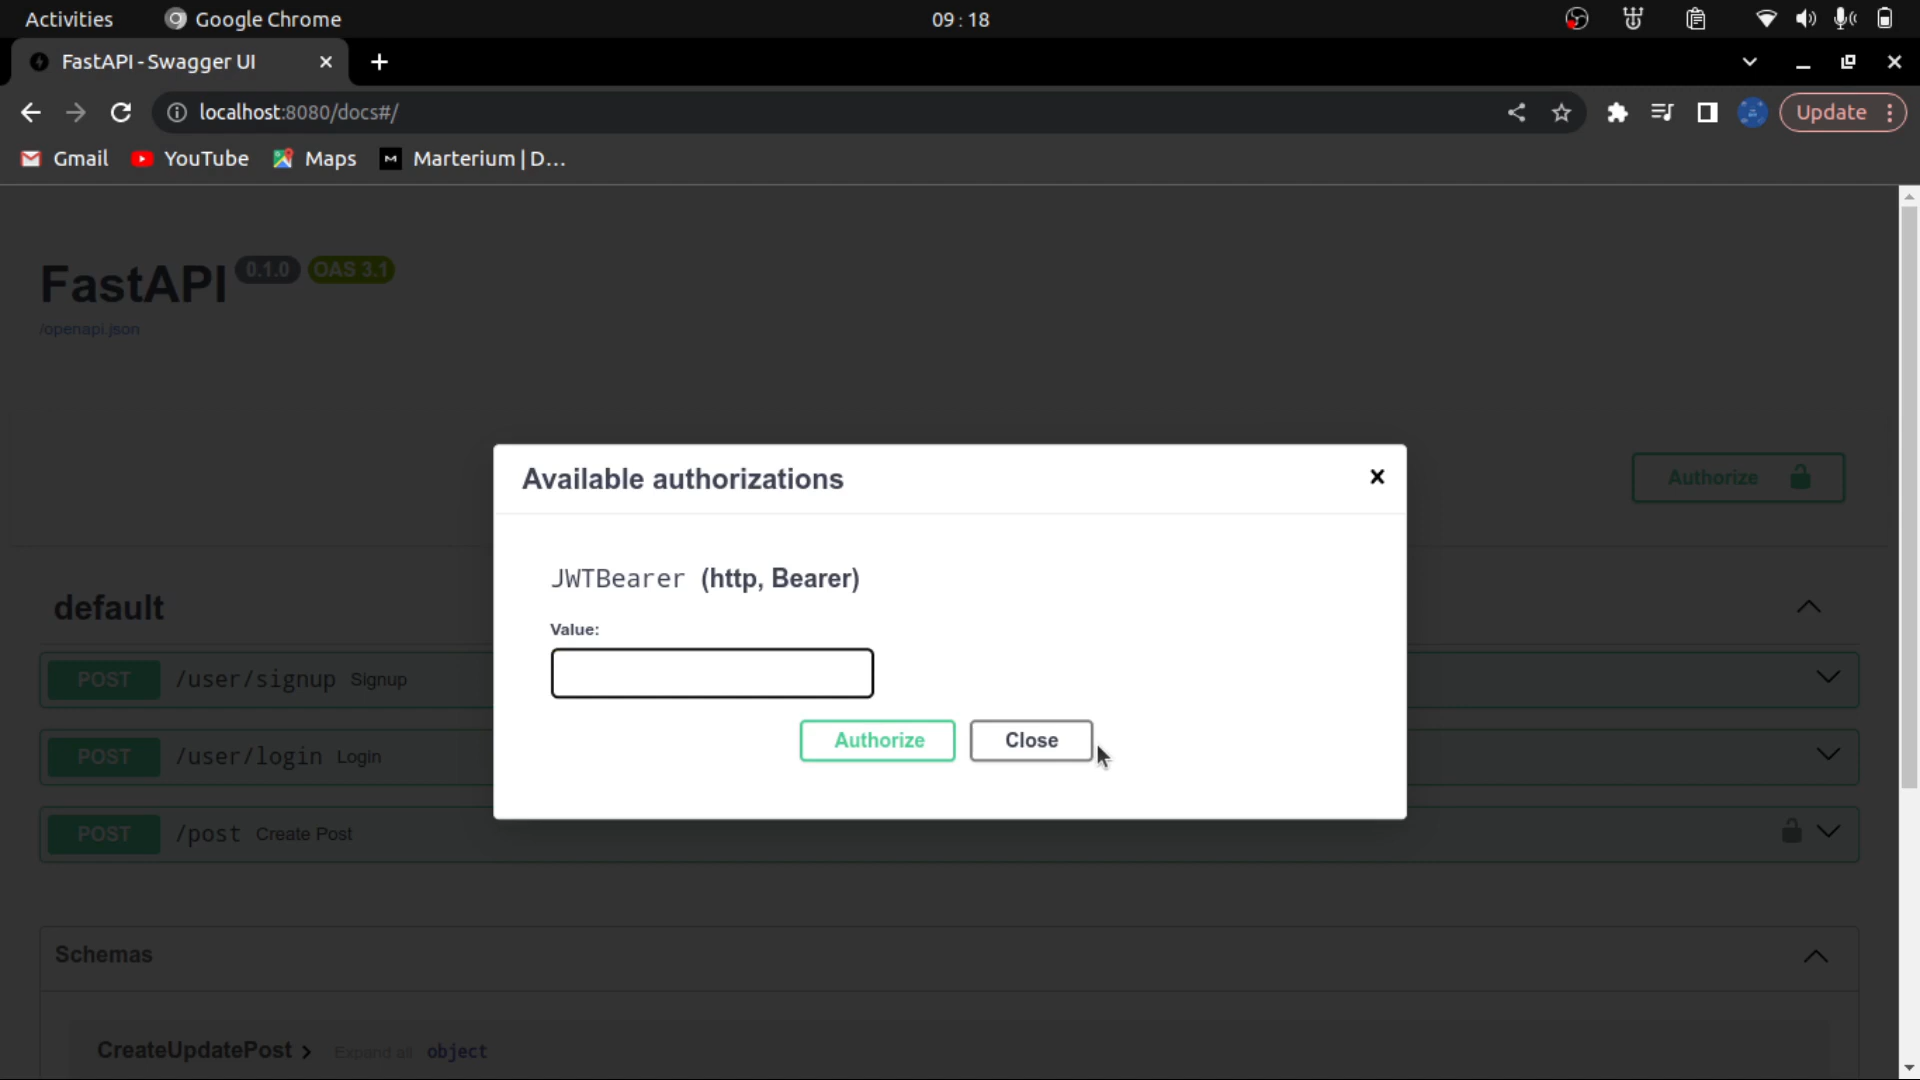 Activities Google Chrome 09:18
FastAPI - Swagger UI
localhost:8080/docs#/ Update
Gmail YouTube Maps Marterium | D...
FastAPI 0.1.0 OAS 3.1
/openapi.json
Available authorizations
Authorize
JWTBearer (http, Bearer)
default
Value:
POST /user/signup Signup
Authorize Close
POST /user/login Login
POST /post Create Post
Schemas
CreateUpdatePost Expand all object